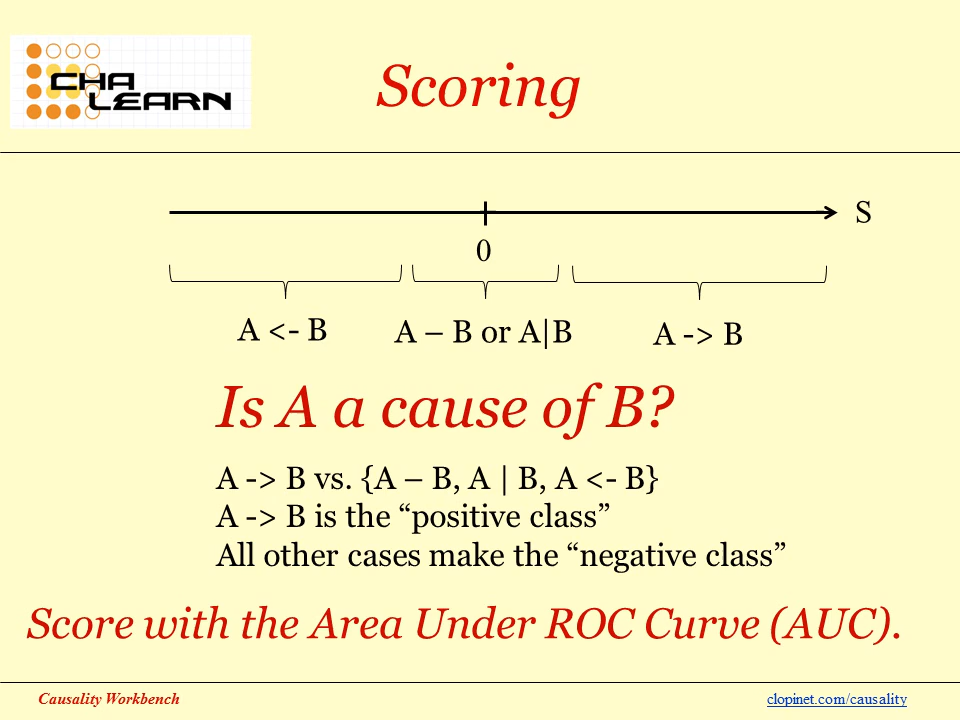 CHA
LEARN
Scoring
S
0
A <- B
A – B or A|B
A -> B
Is A a cause of B?
A -> B vs. {A – B, A | B, A <- B}
A -> B is the “positive class”
All other cases make the “negative class”
Score with the Area Under ROC Curve (AUC).
Causality Workbench
clopinet.com/causality